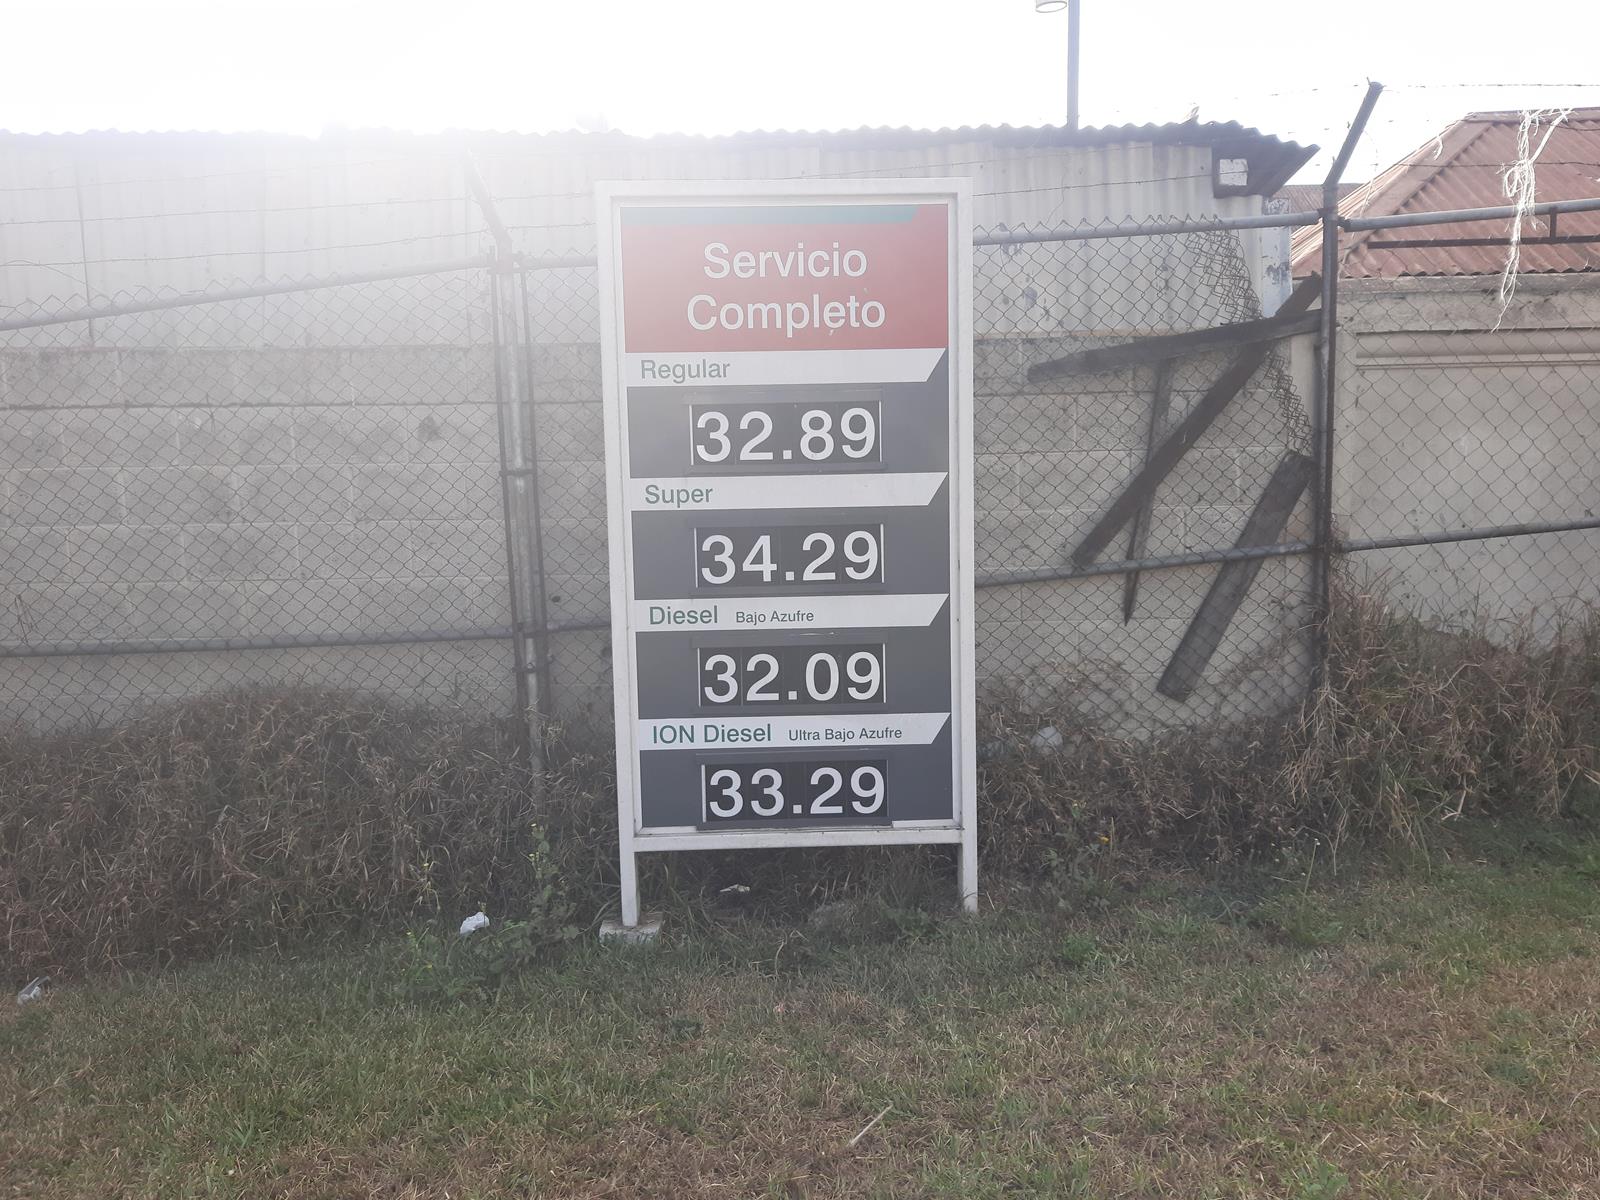 Servicio
Completo
Regular
32.89
Super
34.29
Diesel Bajo Azufre
32.09
ION Diesel Ultra Bajo Azufre
33.29